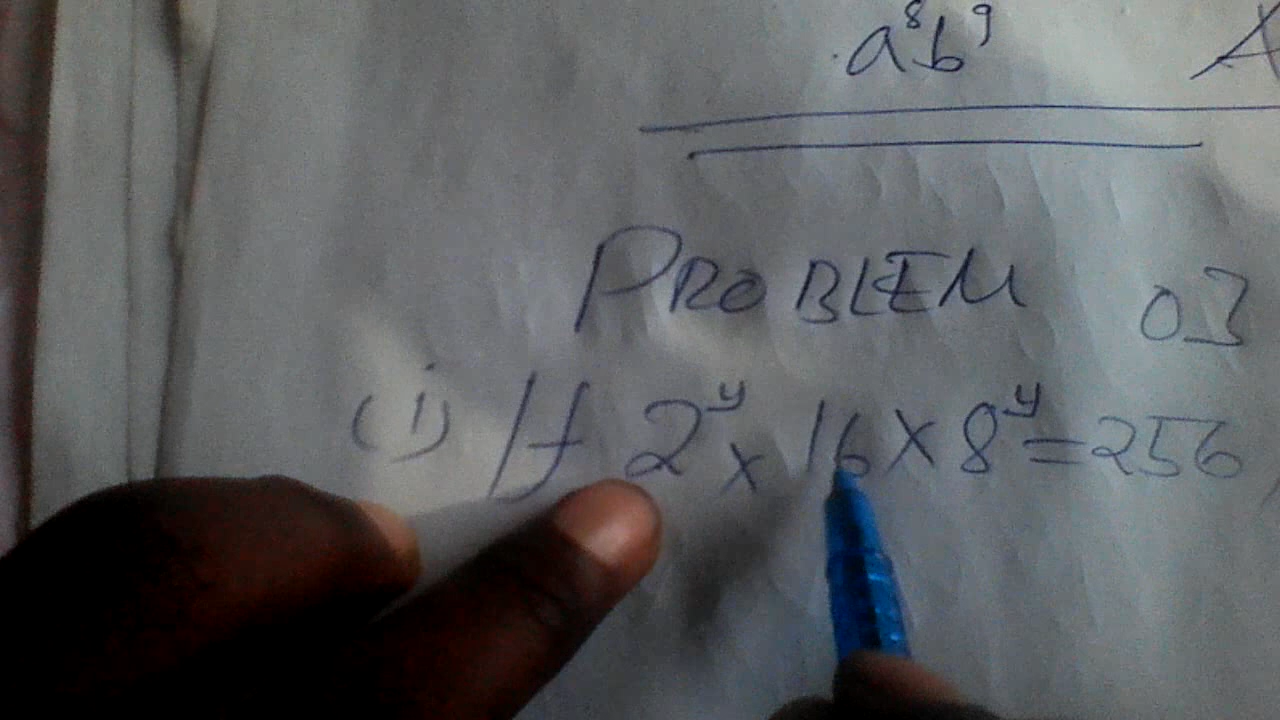 a⁸b⁹ A
PROBLEM 03
(i) If 2ʸ x 16 x 8ʸ = 256,